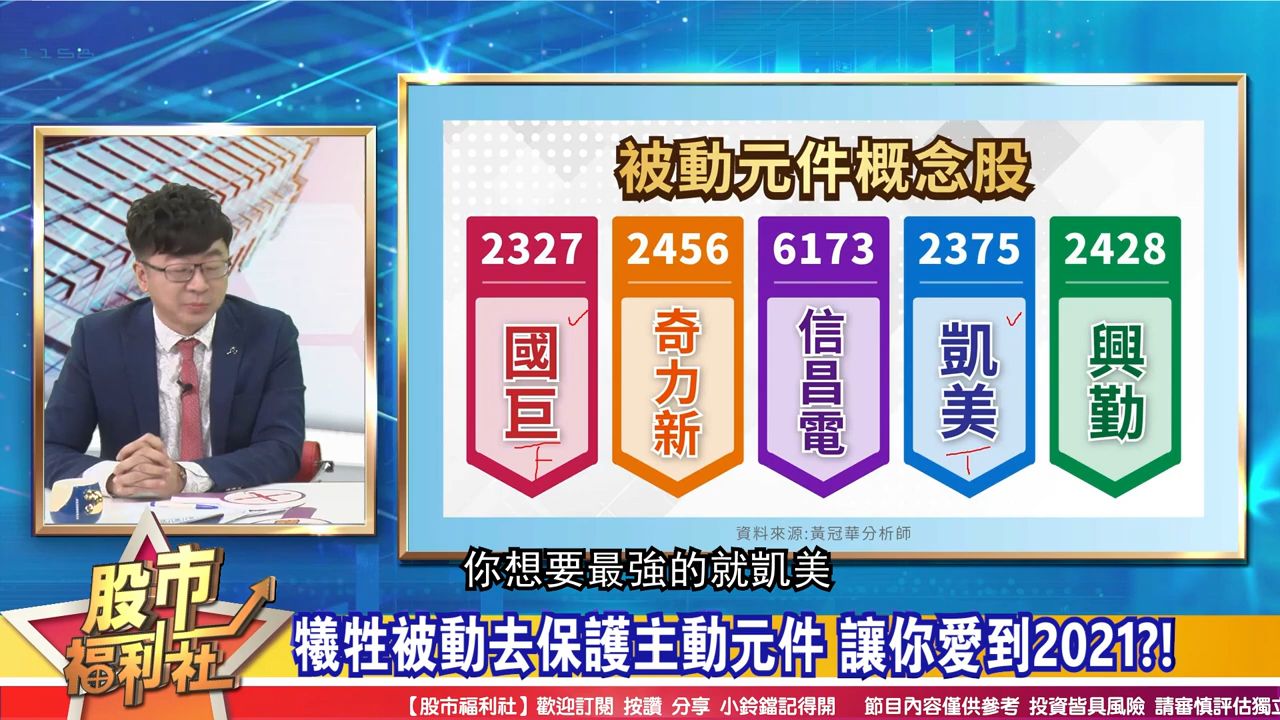 1158
被動元件概念股
2327
國巨
下
2456
奇力新
6173
信昌電
2375
凱美
下
2428
興勤
資料來源:黃冠華分析師
你想要最強的就凱美
股市
福利社
犧牲被動去保護主動元件 讓你愛到2021?!
【股市福利社】歡迎訂閱 按讚 分享 小鈴鐺記得開 節目內容僅供參考 投資皆具風險 請審慎評估獨立